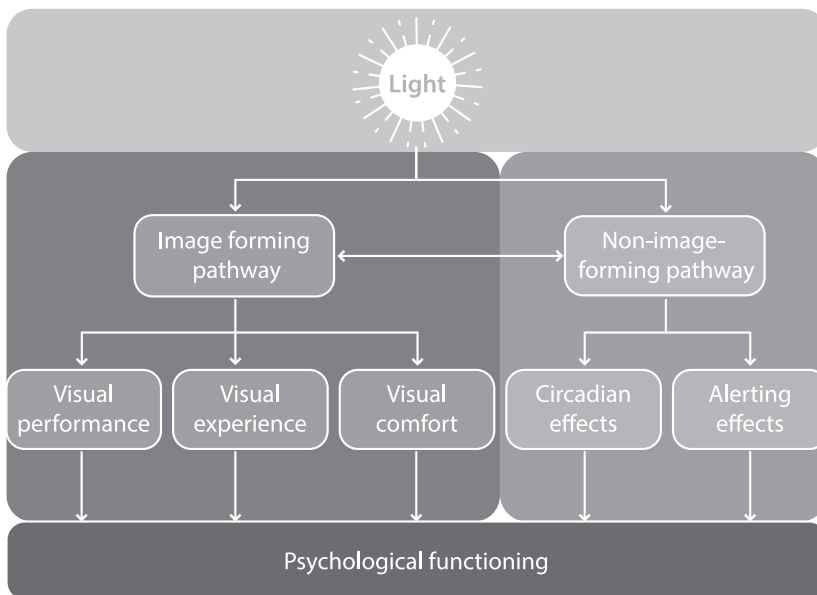 Light
Image forming
pathway
Non-image-
forming pathway
Visual
performance
Visual
experience
Visual
comfort
Circadian
effects
Alerting
effects
Psychological functioning